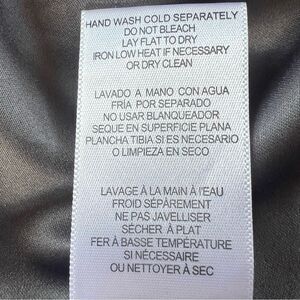 HAND WASH COLD SEPARATELY
DO NOT BLEACH
LAY FLAT TO DRY
IRON LOW HEAT IF NECESSARY
OR DRY CLEAN
LAVADO A MANO CON AGUA
FRÍA POR SEPARADO
NO USAR BLANQUEADOR
SEQUE EN SUPERFICIE PLANA
PLANCHA TIBIA SI ES NECESARIO
O LIMPIEZA EN SECO
LAVAGE À LA MAIN À l'EAU
FROID SÉPÁREMENT
NE PAS JAVELLISER
SÉCHER À PLAT
FER À BASSE TEMPÉRATURE
SI NÉCESSAIRE
OU NETTOYER À SEC